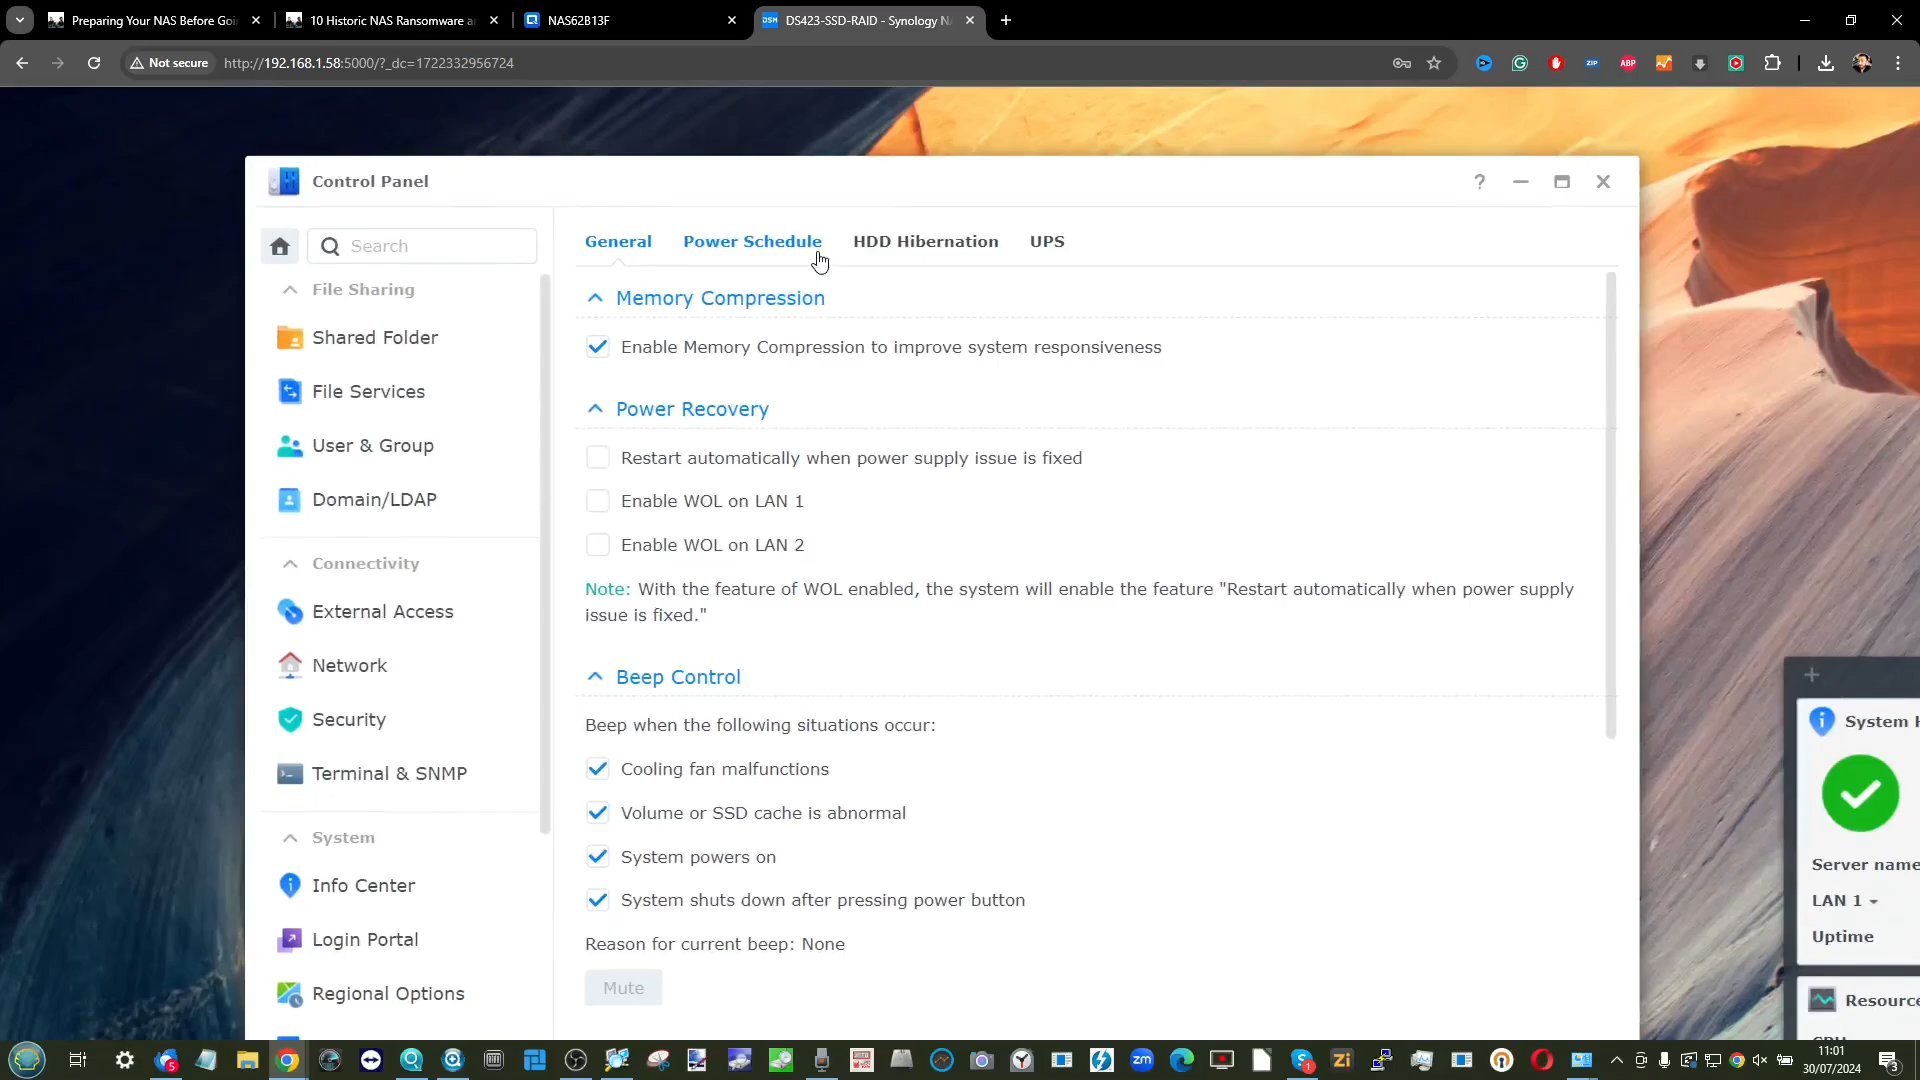 Preparing Your NAS Before Goi
10 Historic NAS Ransomware a
NAS62B13F
DSM
DS423-SSD-RAID - Synology N
Not secure
http://192.168.1.58:5000/?_dc=1722332956724
ZIP
ABP
Control Panel
Search
General
Power Schedule
HDD Hibernation
UPS
File Sharing
Shared Folder
File Services
User & Group
Domain/LDAP
Connectivity
External Access
Network
Security
Terminal & SNMP
System
Info Center
Login Portal
Regional Options
Memory Compression
Enable Memory Compression to improve system responsiveness
Power Recovery
Restart automatically when power supply issue is fixed
Enable WOL on LAN 1
Enable WOL on LAN 2
Note: With the feature of WOL enabled, the system will enable the feature "Restart automatically when power supply
issue is fixed."
Beep Control
Beep when the following situations occur:
Cooling fan malfunctions
Volume or SSD cache is abnormal
System powers on
System shuts down after pressing power button
Reason for current beep: None
Mute
System H
Server name
LAN 1
Uptime
Resource
5
zm
1
Zi
11:01
30/07/2024
3